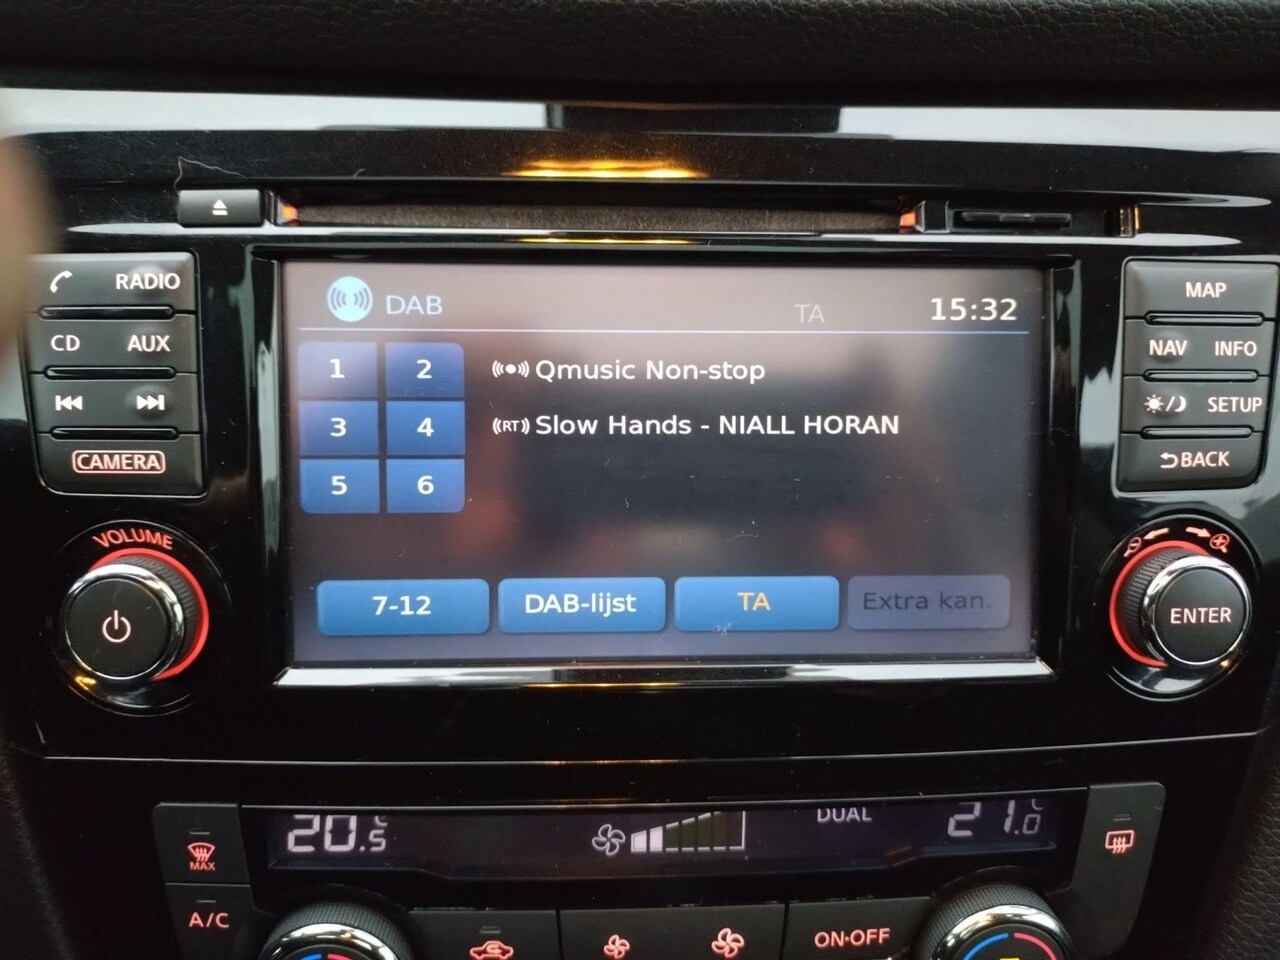 RADIO
CD AUX
CAMERA
VOLUME
DAB TA 15:32
1 2
3 4
5 6
Qmusic Non-stop
(RT) Slow Hands - NIALL HORAN
7-12 DAB-lijst TA Extra kan.
MAP
NAV INFO
SETUP
BACK
ENTER
20.5°C DUAL 21.0°C
MAX
A/C
ON·OFF